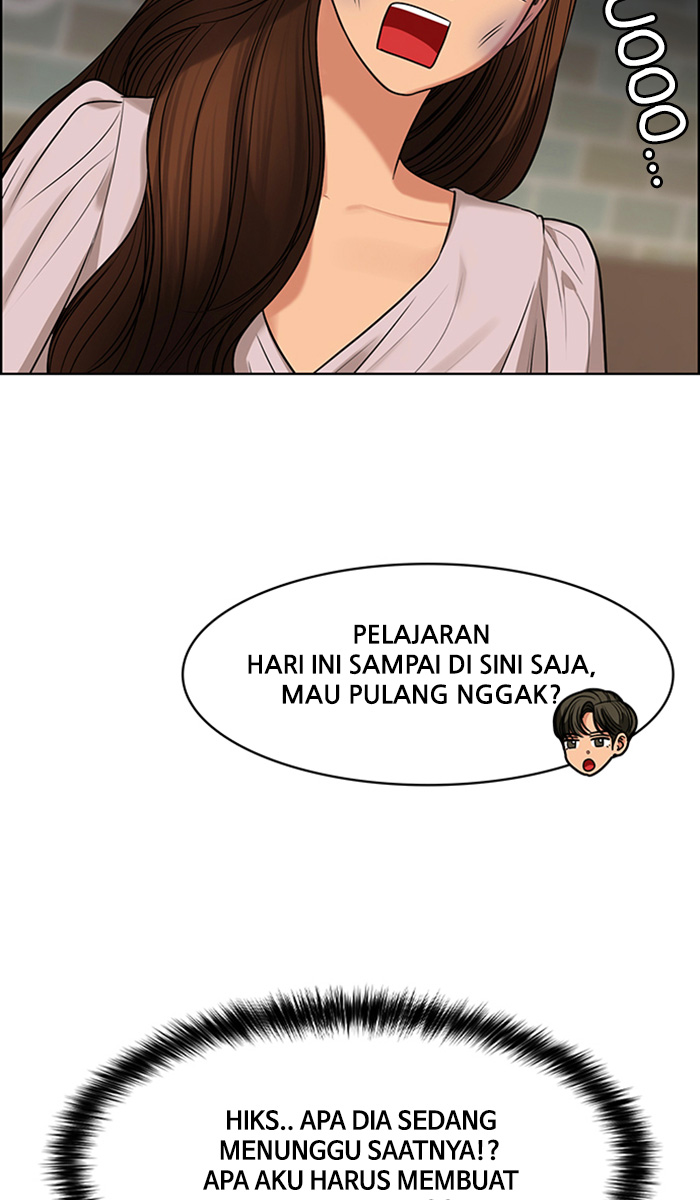 UOOO...
PELAJARAN
HARI INI SAMPAI DI SINI SAJA,
MAU PULANG NGGAK?
HIKS.. APA DIA SEDANG
MENUNGGU SAATNYA!?
APA AKU HARUS MEMBUAT